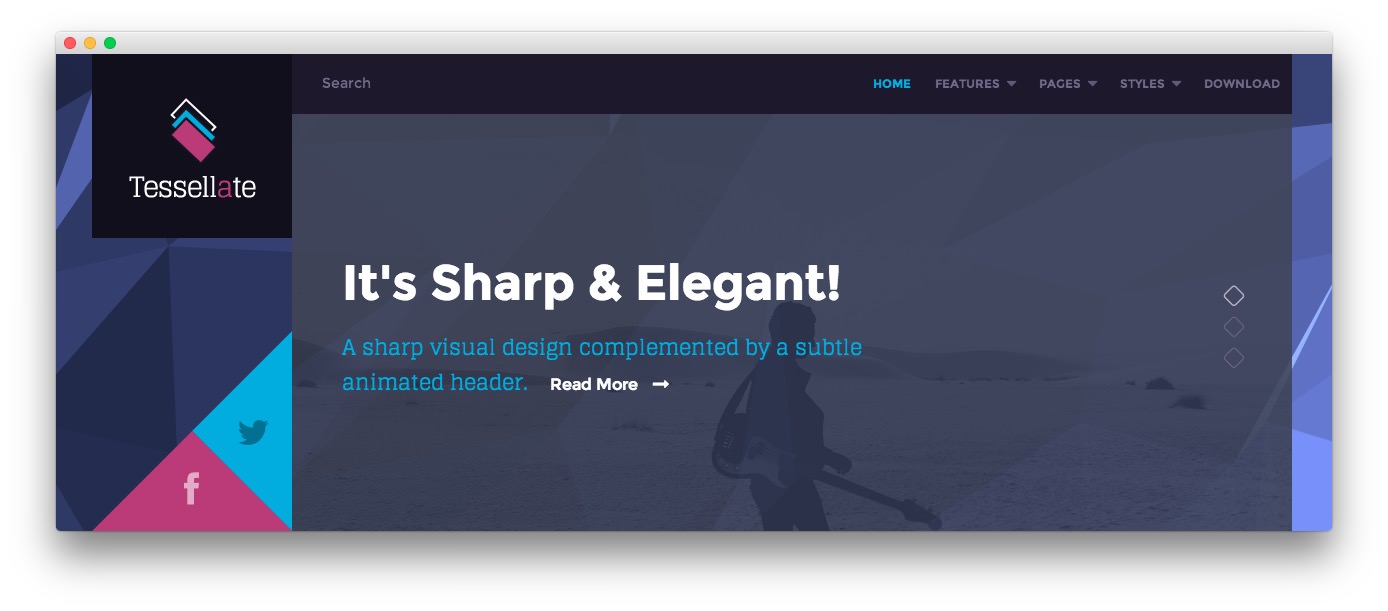 Tessellate
Search
HOME FEATURES PAGES STYLES DOWNLOAD
It's Sharp & Elegant!
A sharp visual design complemented by a subtle
animated header. Read More